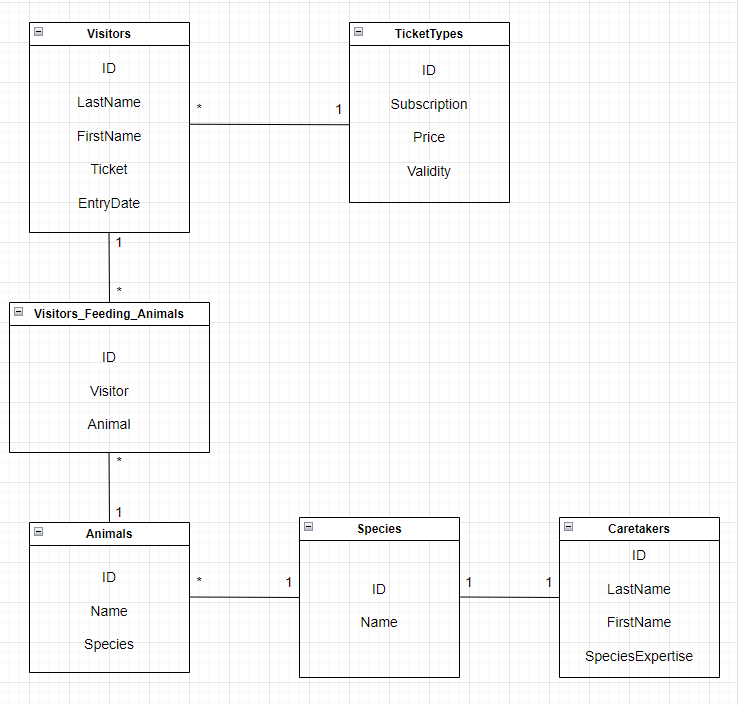 Visitors
ID
LastName
FirstName
Ticket
EntryDate
TicketTypes
ID
Subscription
Price
Validity
*
1
1
*
Visitors_Feeding_Animals
ID
Visitor
Animal
*
1
Animals
ID
Name
Species
*
1
Species
ID
Name
1
1
Caretakers
ID
LastName
FirstName
SpeciesExpertise